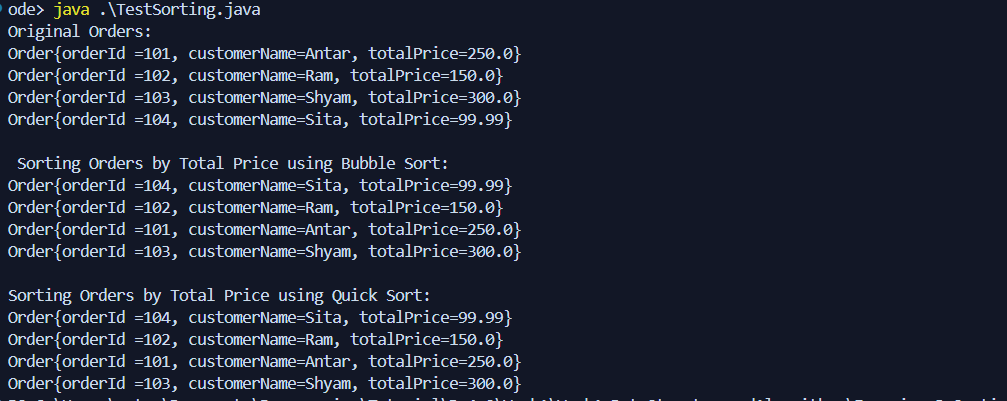 ode> java .\TestSorting.java
Original Orders:
Order{orderId =101, customerName=Antar, totalPrice=250.0}
Order{orderId =102, customerName=Ram, totalPrice=150.0}
Order{orderId =103, customerName=Shyam, totalPrice=300.0}
Order{orderId =104, customerName=Sita, totalPrice=99.99}

 Sorting Orders by Total Price using Bubble Sort:
Order{orderId =104, customerName=Sita, totalPrice=99.99}
Order{orderId =102, customerName=Ram, totalPrice=150.0}
Order{orderId =101, customerName=Antar, totalPrice=250.0}
Order{orderId =103, customerName=Shyam, totalPrice=300.0}

Sorting Orders by Total Price using Quick Sort:
Order{orderId =104, customerName=Sita, totalPrice=99.99}
Order{orderId =102, customerName=Ram, totalPrice=150.0}
Order{orderId =101, customerName=Antar, totalPrice=250.0}
Order{orderId =103, customerName=Shyam, totalPrice=300.0}